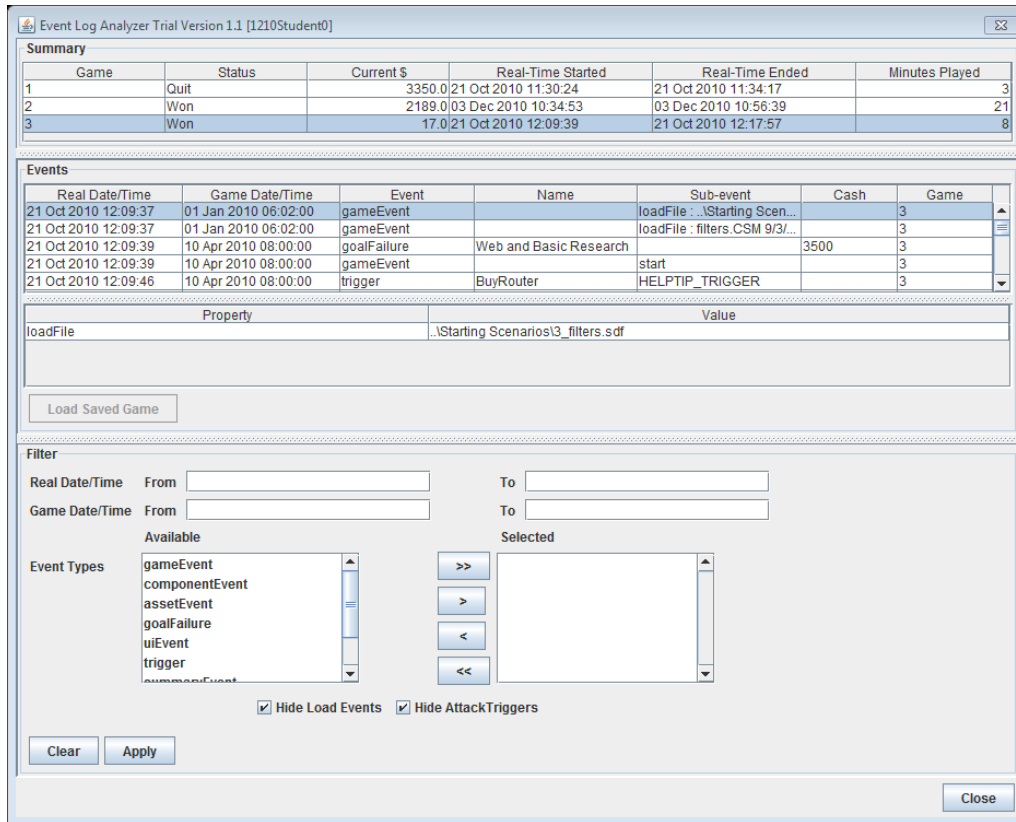 Event Log Analyzer Trial Version 1.1 [1210Student0]
Summary
Game Status Current $ Real-Time Started Real-Time Ended Minutes Played
1 Quit 3350.0 21 Oct 2010 11:30:24 21 Oct 2010 11:34:17 3
2 Won 2189.0 03 Dec 2010 10:34:53 03 Dec 2010 10:56:39 21
3 Won 17.0 21 Oct 2010 12:09:39 21 Oct 2010 12:17:57 8
Events
Real Date/Time Game Date/Time Event Name Sub-event Cash Game
21 Oct 2010 12:09:37 01 Jan 2010 06:02:00 gameEvent loadFile : ..\Starting Scen... 3
21 Oct 2010 12:09:37 01 Jan 2010 06:02:00 gameEvent loadFile : filters.CSM 9/3/... 3
21 Oct 2010 12:09:39 10 Apr 2010 08:00:00 goalFailure Web and Basic Research 3500 3
21 Oct 2010 12:09:39 10 Apr 2010 08:00:00 gameEvent start 3
21 Oct 2010 12:09:46 10 Apr 2010 08:00:00 trigger BuyRouter HELPTIP_TRIGGER 3
Property Value
loadFile ..\Starting Scenarios\3_filters.sdf
Load Saved Game
Filter
Real Date/Time From To
Game Date/Time From To
Available Selected
Event Types
gameEvent
componentEvent
assetEvent
goalFailure
uiEvent
trigger
summaryEvent
>>
>
<
<<
Hide Load Events Hide AttackTriggers
Clear Apply
Close